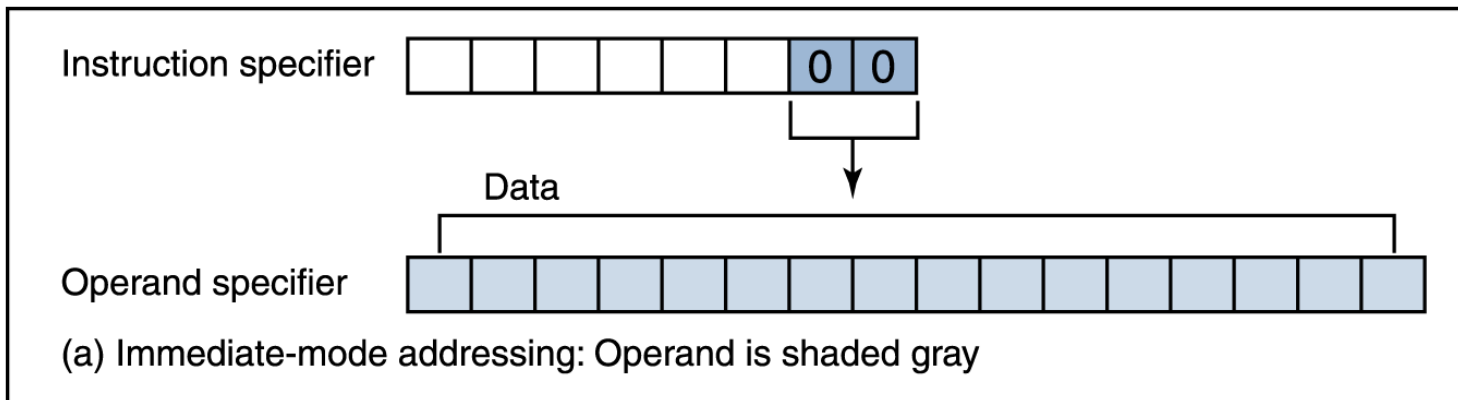 Instruction specifier 0 0
Data
Operand specifier
(a) Immediate-mode addressing: Operand is shaded gray